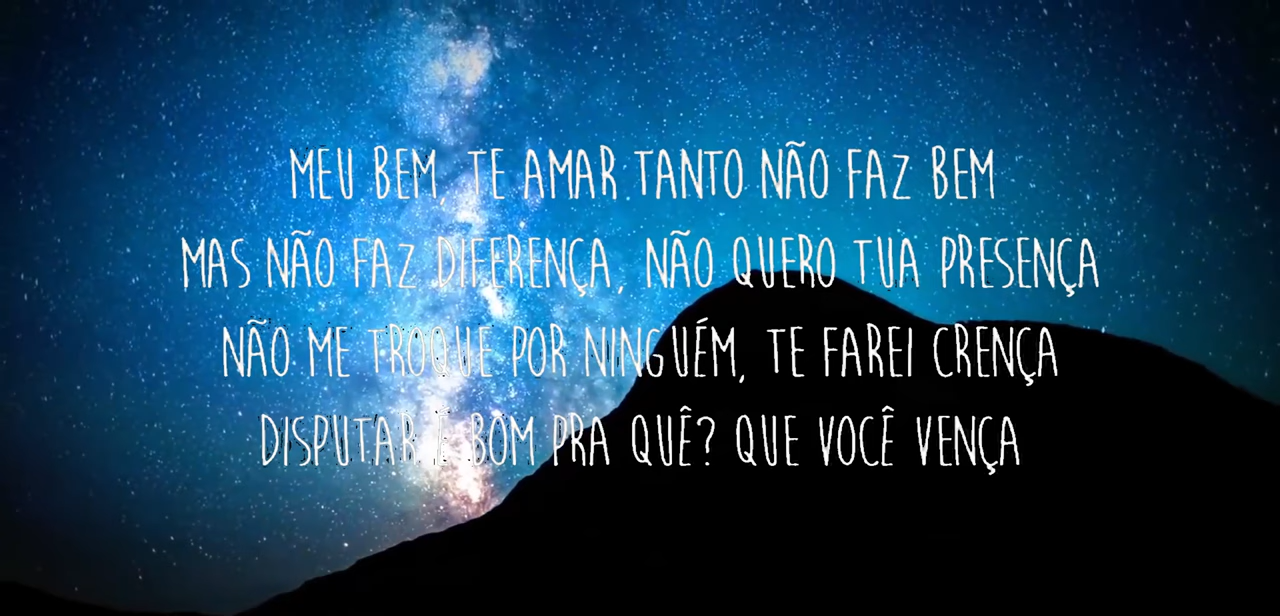 MEU BEM, TE AMAR TANTO NÃO FAZ BEM
MAS NÃO FAZ DIFERENÇA, NÃO QUERO TUA PRESENÇA
NÃO ME TROQUE POR NINGUÉM, TE FAREI CRENÇA
DISPUTAR É BOM PRA QUÊ? QUE VOCÊ VENÇA